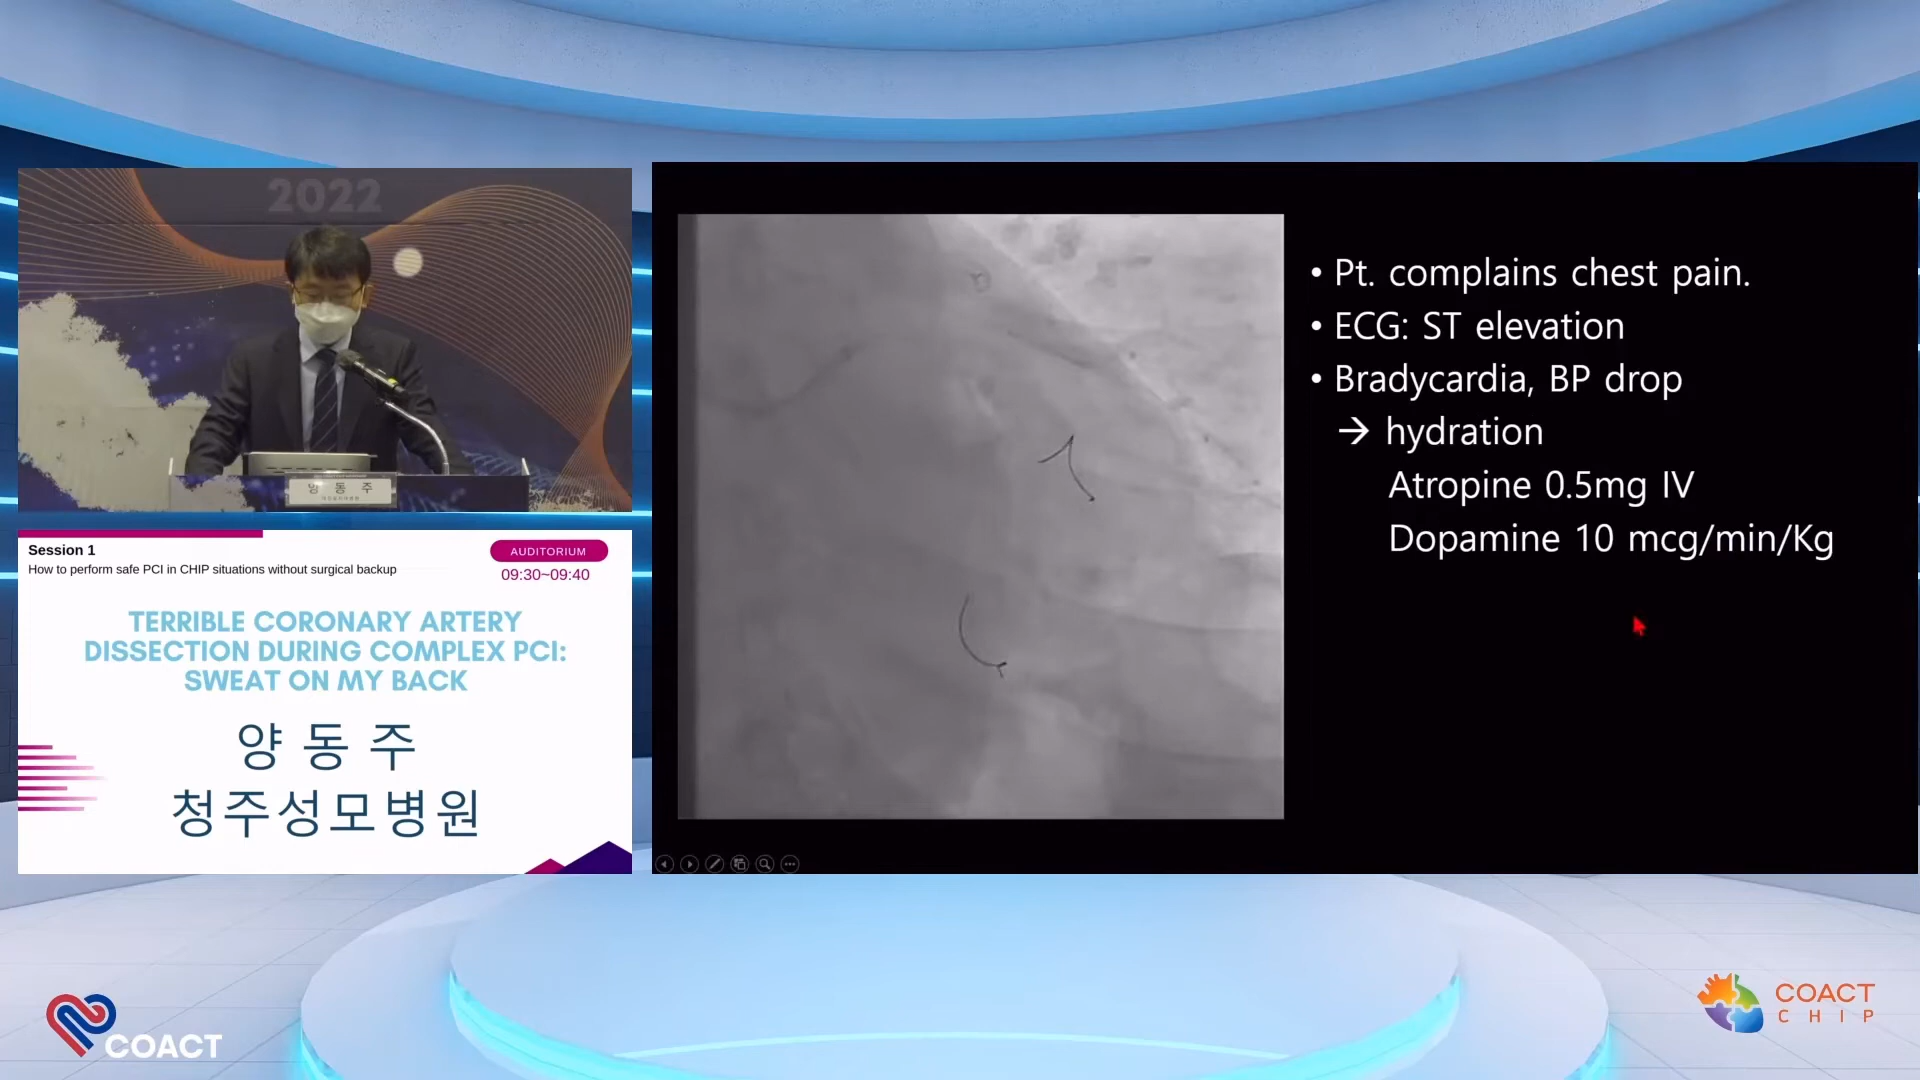 2022
양 동 주
Session 1
How to perform safe PCI in CHIP situations without surgical backup
AUDITORIUM
09:30~09:40
TERRIBLE CORONARY ARTERY
DISSECTION DURING COMPLEX PCI:
SWEAT ON MY BACK
양 동 주
청주성모병원
• Pt. complains chest pain.
• ECG: ST elevation
• Bradycardia, BP drop
→ hydration
Atropine 0.5mg IV
Dopamine 10 mcg/min/Kg
COACT
COACT
CHIP